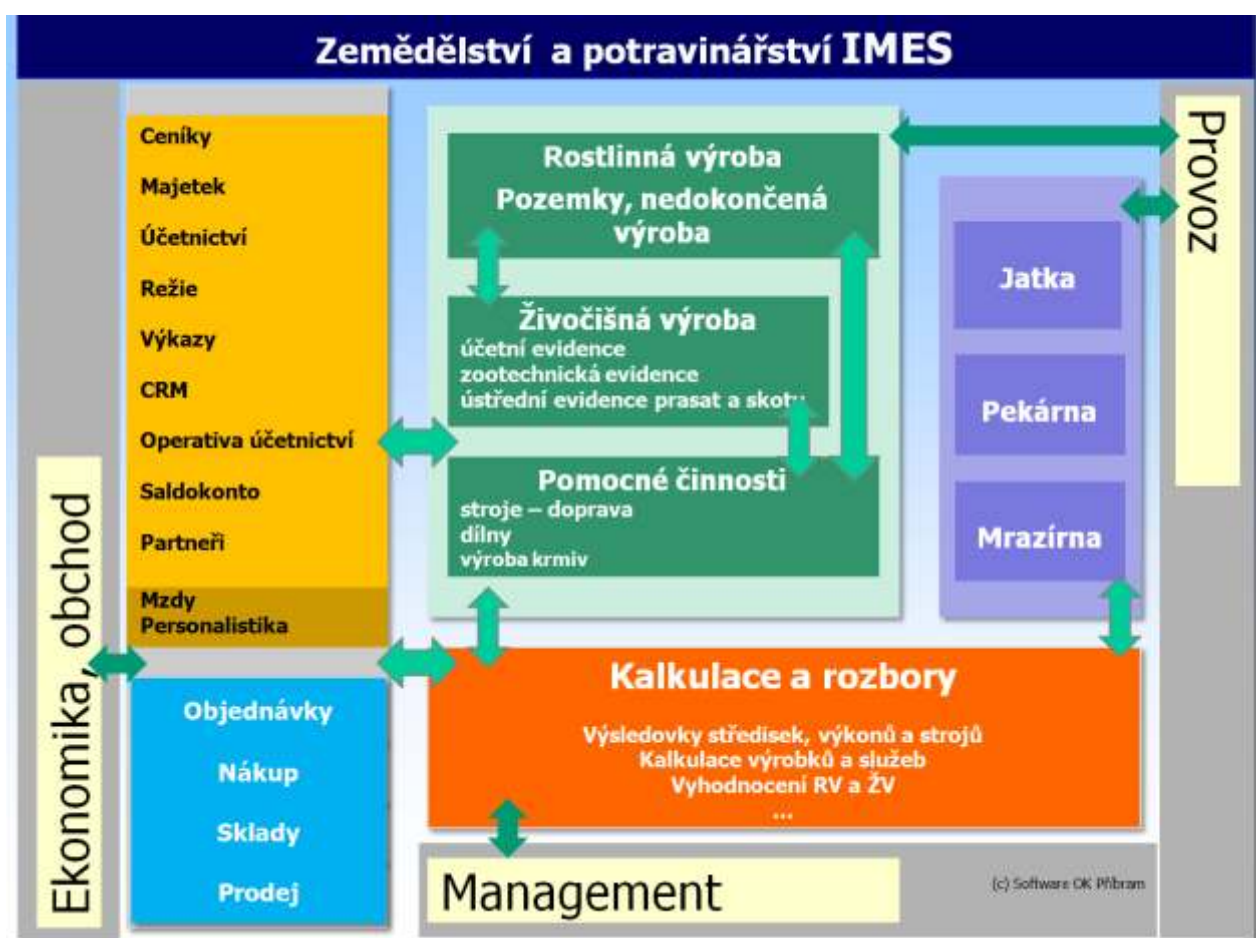 Zemědělství a potravinářství IMES
Ceníky
Majetek
Účetnictví
Režie
Výkazy
CRM
Operativa účetnictví
Saldokonto
Partneři
Mzdy
Personalistika
Objednávky
Nákup
Sklady
Prodej
Ekonomika, obchod
Rostlinná výroba
Pozemky, nedokončená
výroba
Živočišná výroba
účetní evidence
zootechnická evidence
ústřední evidence prasat a skotu
Pomocné činnosti
stroje – doprava
dílny
výroba krmiv
Jatka
Pekárna
Mrazírna
Provoz
Kalkulace a rozbory
Výsledovky středisek, výkonů a strojů
Kalkulace výrobků a služeb
Vyhodnocení RV a ŽV
...
Management
(c) Software OK Příbram